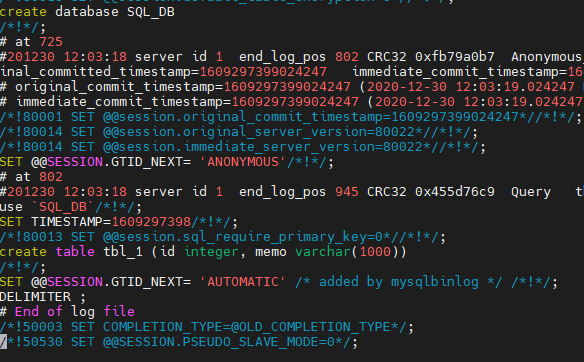 create database SQL_DB
/*!*/;
# at 725
#201230 12:03:18 server id 1  end_log_pos 802 CRC32 0xfb79a0b7  Anonymous_
inal_committed_timestamp=1609297399024247    immediate_commit_timestamp=16
# original_commit_timestamp=1609297399024247 (2020-12-30 12:03:19.024247
# immediate_commit_timestamp=1609297399024247 (2020-12-30 12:03:19.024247
/*!80001 SET @@session.original_commit_timestamp=1609297399024247*//*!*/;
/*!80014 SET @@session.original_server_version=80022*//*!*/;
/*!80014 SET @@session.immediate_server_version=80022*//*!*/;
SET @@SESSION.GTID_NEXT= 'ANONYMOUS'/*!*/;
# at 802
#201230 12:03:18 server id 1  end_log_pos 945 CRC32 0x455d76c9  Query   th
use `SQL_DB`/*!*/;
SET TIMESTAMP=1609297398/*!*/;
/*!80013 SET @@session.sql_require_primary_key=0*//*!*/;
create table tbl_1 (id integer, memo varchar(1000))
/*!*/;
SET @@SESSION.GTID_NEXT= 'AUTOMATIC' /* added by mysqlbinlog */ /*!*/;
DELIMITER ;
# End of log file
/*!50003 SET COMPLETION_TYPE=@OLD_COMPLETION_TYPE*/;
/*!50530 SET @@SESSION.PSEUDO_SLAVE_MODE=0*/;